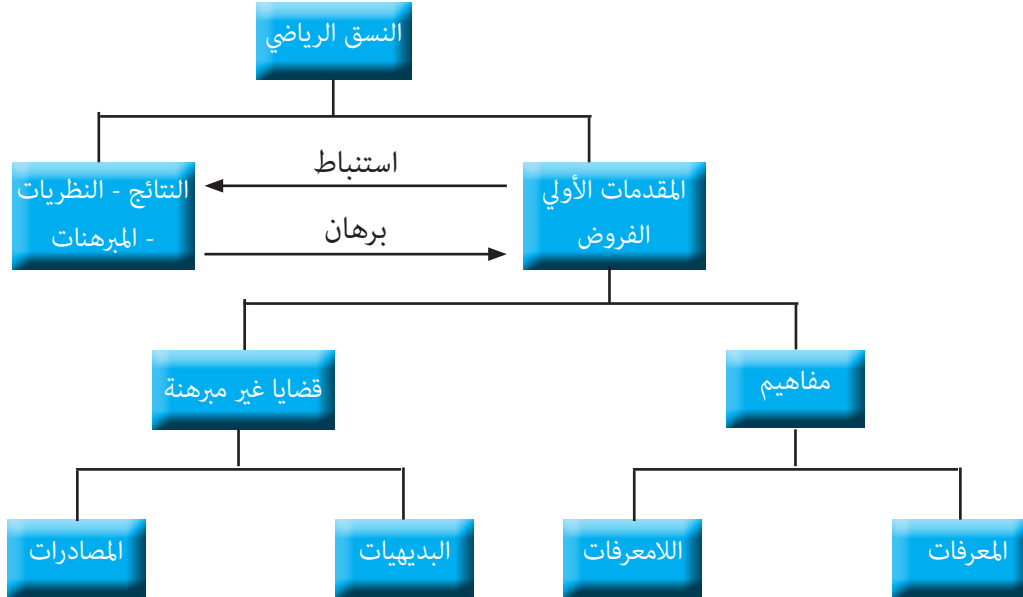 النسق الرياضي
المقدمات الأولي
الفروض
استنباط
برهان
النتائج - النظريات
- المبرهنات
مفاهيم
قضايا غير مبرهنة
المعرفات
اللامعرفات
البديهيات
المصادرات